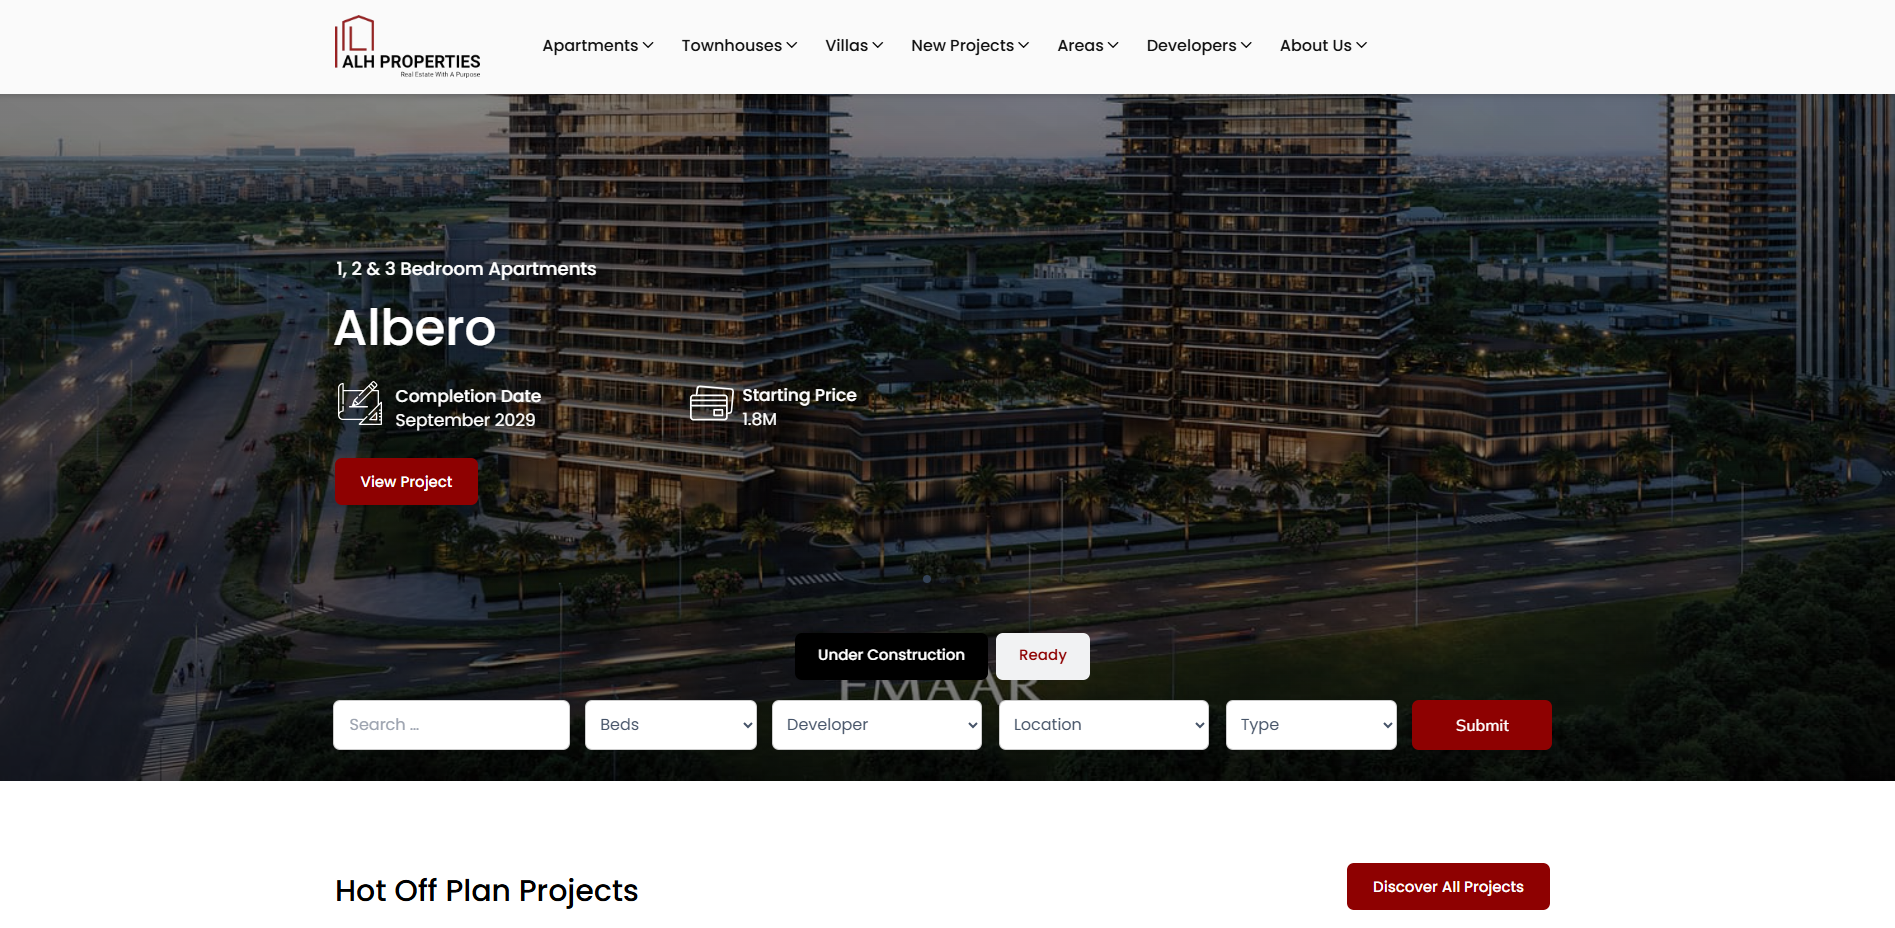 ALH PROPERTIES
Real Estate With A Purpose
Apartments
Townhouses
Villas
New Projects
Areas
Developers
About Us
1, 2 & 3 Bedroom Apartments
Albero
Completion Date
September 2029
Starting Price
1.8M
View Project
Under Construction
Ready
EMAAR
Search ...
Beds
Developer
Location
Type
Submit
Hot Off Plan Projects
Discover All Projects